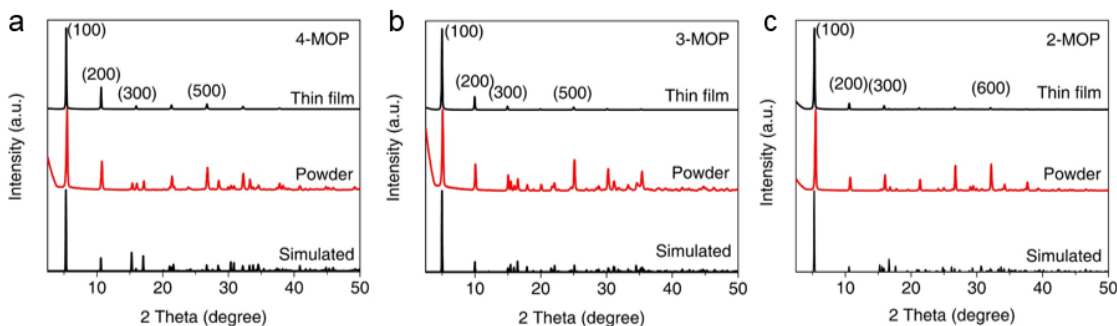 a
(100)
4-MOP
(200)
(300)
(500)
Thin film
Powder
Simulated
Intensity (a.u.)
10 20 30 40 50
2 Theta (degree)
b
(100)
3-MOP
(200)
(300)
(500)
Thin film
Powder
Simulated
Intensity (a.u.)
10 20 30 40 50
2 Theta (degree)
c
(100)
2-MOP
(200)
(300)
(600)
Thin film
Powder
Simulated
Intensity (a.u.)
10 20 30 40 50
2 Theta (degree)